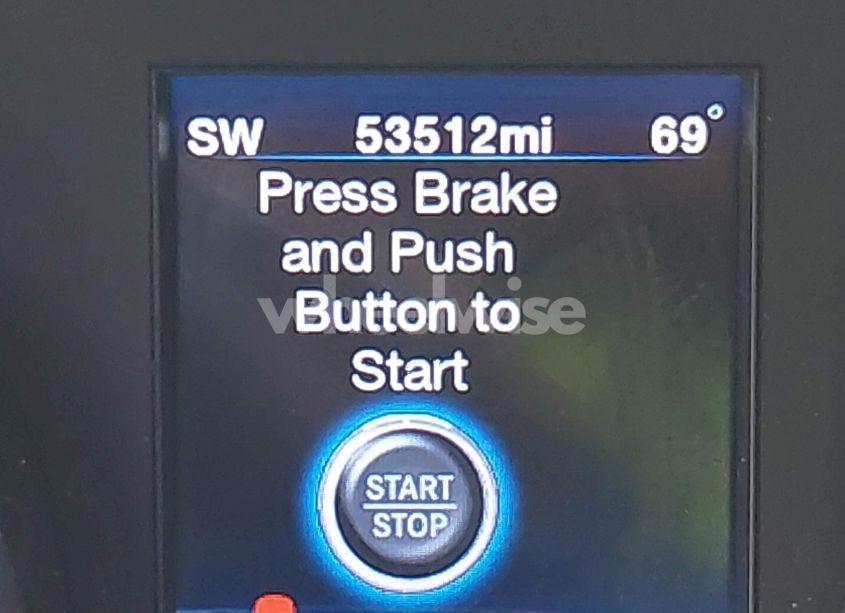 SW 53512mi 69°
Press Brake
and Push
Button to
Start
START
STOP